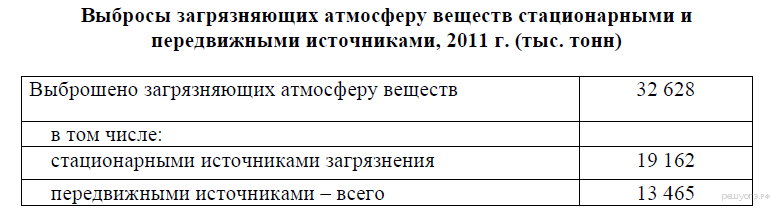 Выбросы загрязняющих атмосферу веществ стационарными и
передвижными источниками, 2011 г. (тыс. тонн)
Выброшено загрязняющих атмосферу веществ 32 628
в том числе:
стационарными источниками загрязнения 19 162
передвижными источниками – всего 13 465
решуогэ.рф